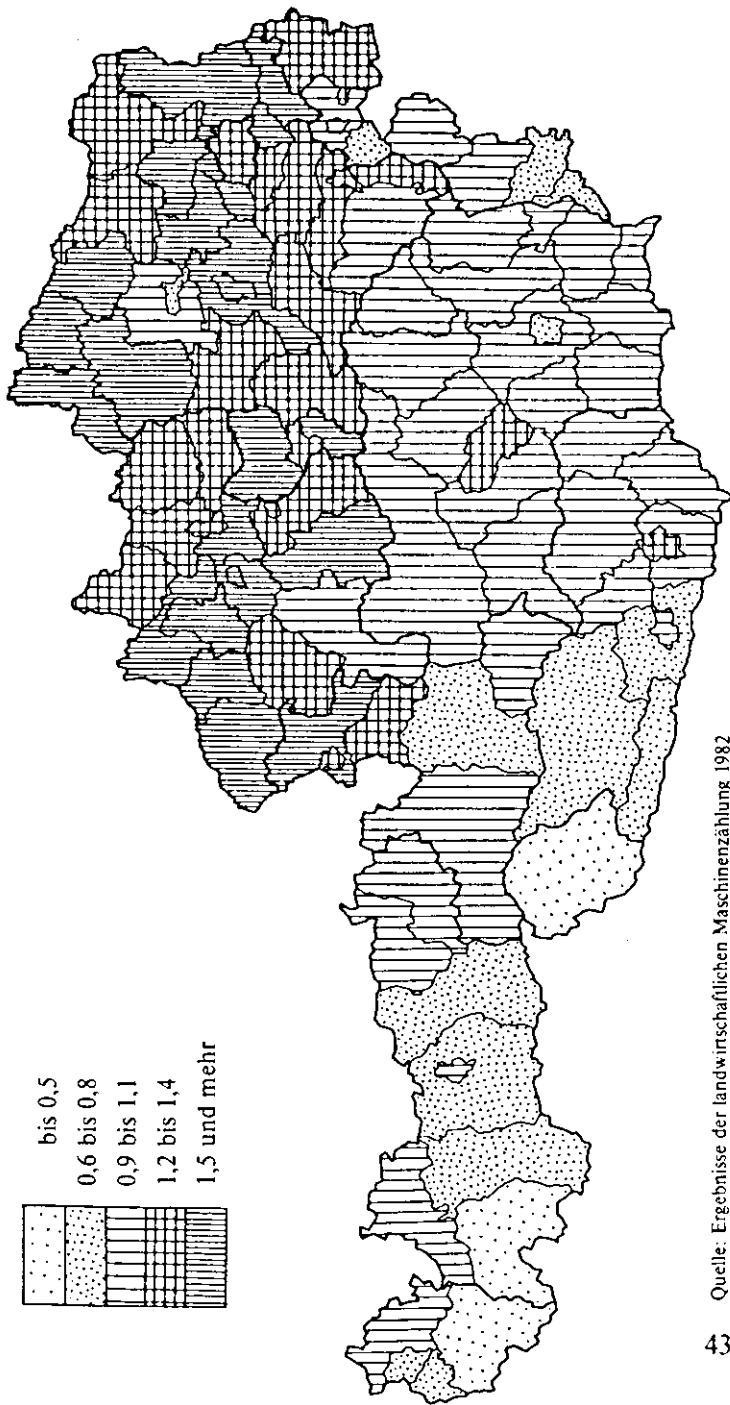 bis 0,5
0,6 bis 0,8
0,9 bis 1,1
1,2 bis 1,4
1,5 und mehr
Quelle: Ergebnisse der landwirtschaftlichen Maschinenzählung 1982
43